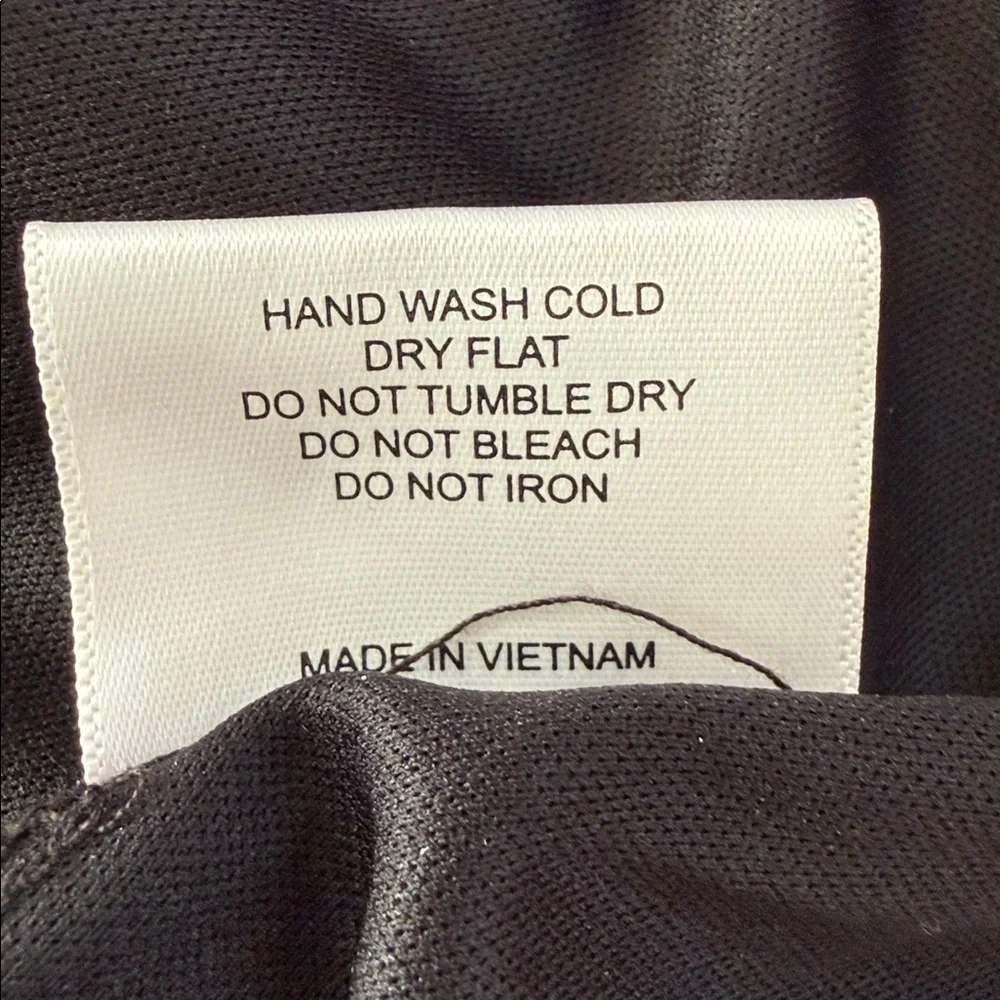 HAND WASH COLD
DRY FLAT
DO NOT TUMBLE DRY
DO NOT BLEACH
DO NOT IRON
MADE IN VIETNAM